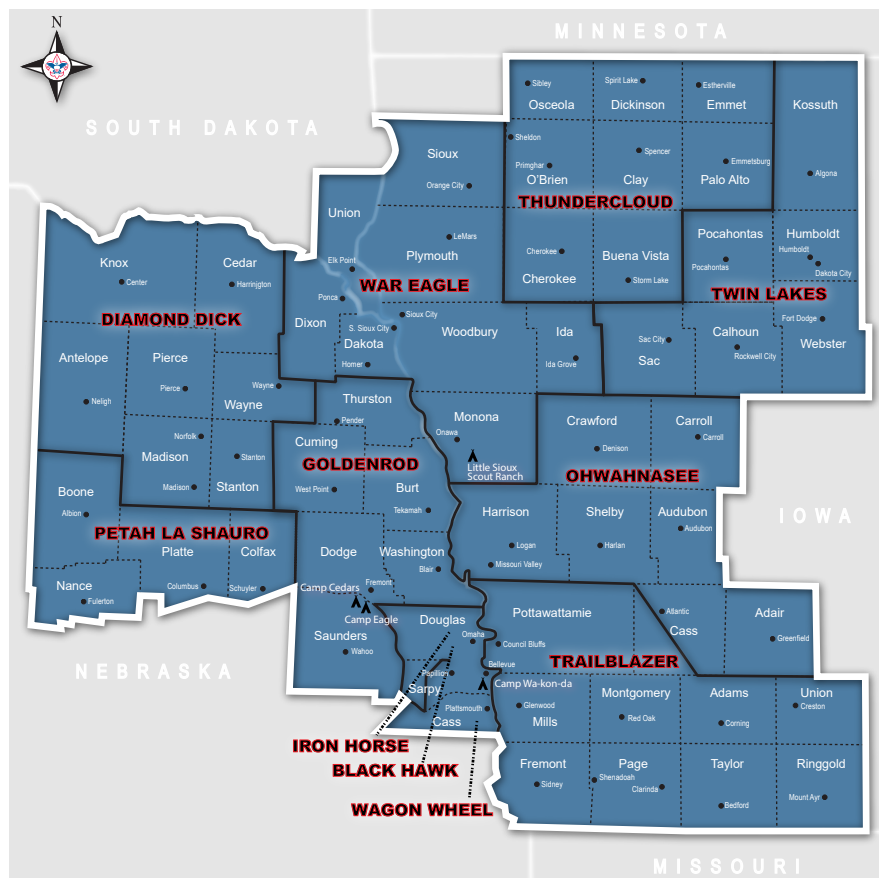 N
MINNESOTA
SOUTH DAKOTA
Sibley
Spirit Lake
Estherville
Osceola
Dickinson
Emmet
Kossuth
Sheldon
Sioux
Primghar
Spencer
Emmetsburg
Orange City
O'Brien
Clay
Palo Alto
Algona
THUNDERCLOUD
Union
Pocahontas
Humboldt
LeMars
Humboldt
Plymouth
Cherokee
Buena Vista
Elk Point
Pocahontas
Dakota City
Knox
Cedar
Cherokee
Storm Lake
Center
Harrington
WAR EAGLE
TWIN LAKES
Ponca
DIAMOND DICK
Dixon
Sioux City
Fort Dodge
S. Sioux City
Woodbury
Ida
Calhoun
Dakota
Sac City
Webster
Antelope
Pierce
Homer
Ida Grove
Sac
Rockwell City
Pierce
Wayne
Neligh
Wayne
Thurston
Monona
Crawford
Carroll
Pender
Norfolk
Cuming
Onawa
Carroll
Madison
Stanton
Denison
GOLDENROD
Little Sioux
Scout Ranch
OHWAHNASEE
Madison
Stanton
West Point
Burt
Boone
Albion
Tekamah
Harrison
Shelby
Audubon
Audubon
IOWA
PETAH LA SHAURO
Platte
Colfax
Dodge
Washington
Logan
Harlan
Nance
Columbus
Schuyler
Blair
Missouri Valley
Fullerton
Camp Cedars
Fremont
Camp Eagle
Douglas
Pottawattamie
Atlantic
Adair
Saunders
Omaha
Cass
Greenfield
Wahoo
Council Bluffs
NEBRASKA
Bellevue
TRAILBLAZER
Papillion
Sarpy
Camp Wa-kon-da
Montgomery
Adams
Union
Plattsmouth
Glenwood
Creston
Cass
Mills
Red Oak
Corning
IRON HORSE
BLACK HAWK
Fremont
Page
Taylor
Ringgold
Sidney
Shenadoah
Clarinda
Mount Ayr
WAGON WHEEL
Bedford
MISSOURI